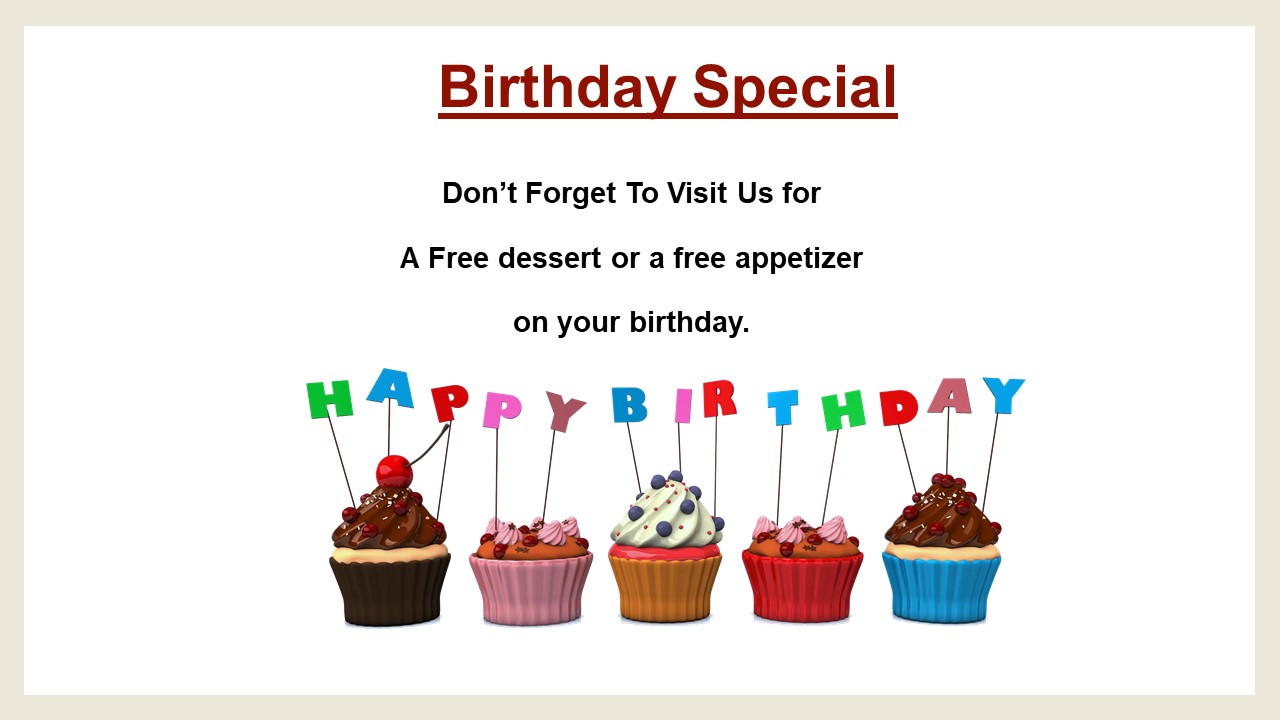 Birthday Special
Don’t Forget To Visit Us for
A Free dessert or a free appetizer
on your birthday.
HAPPY BIRTHDAY